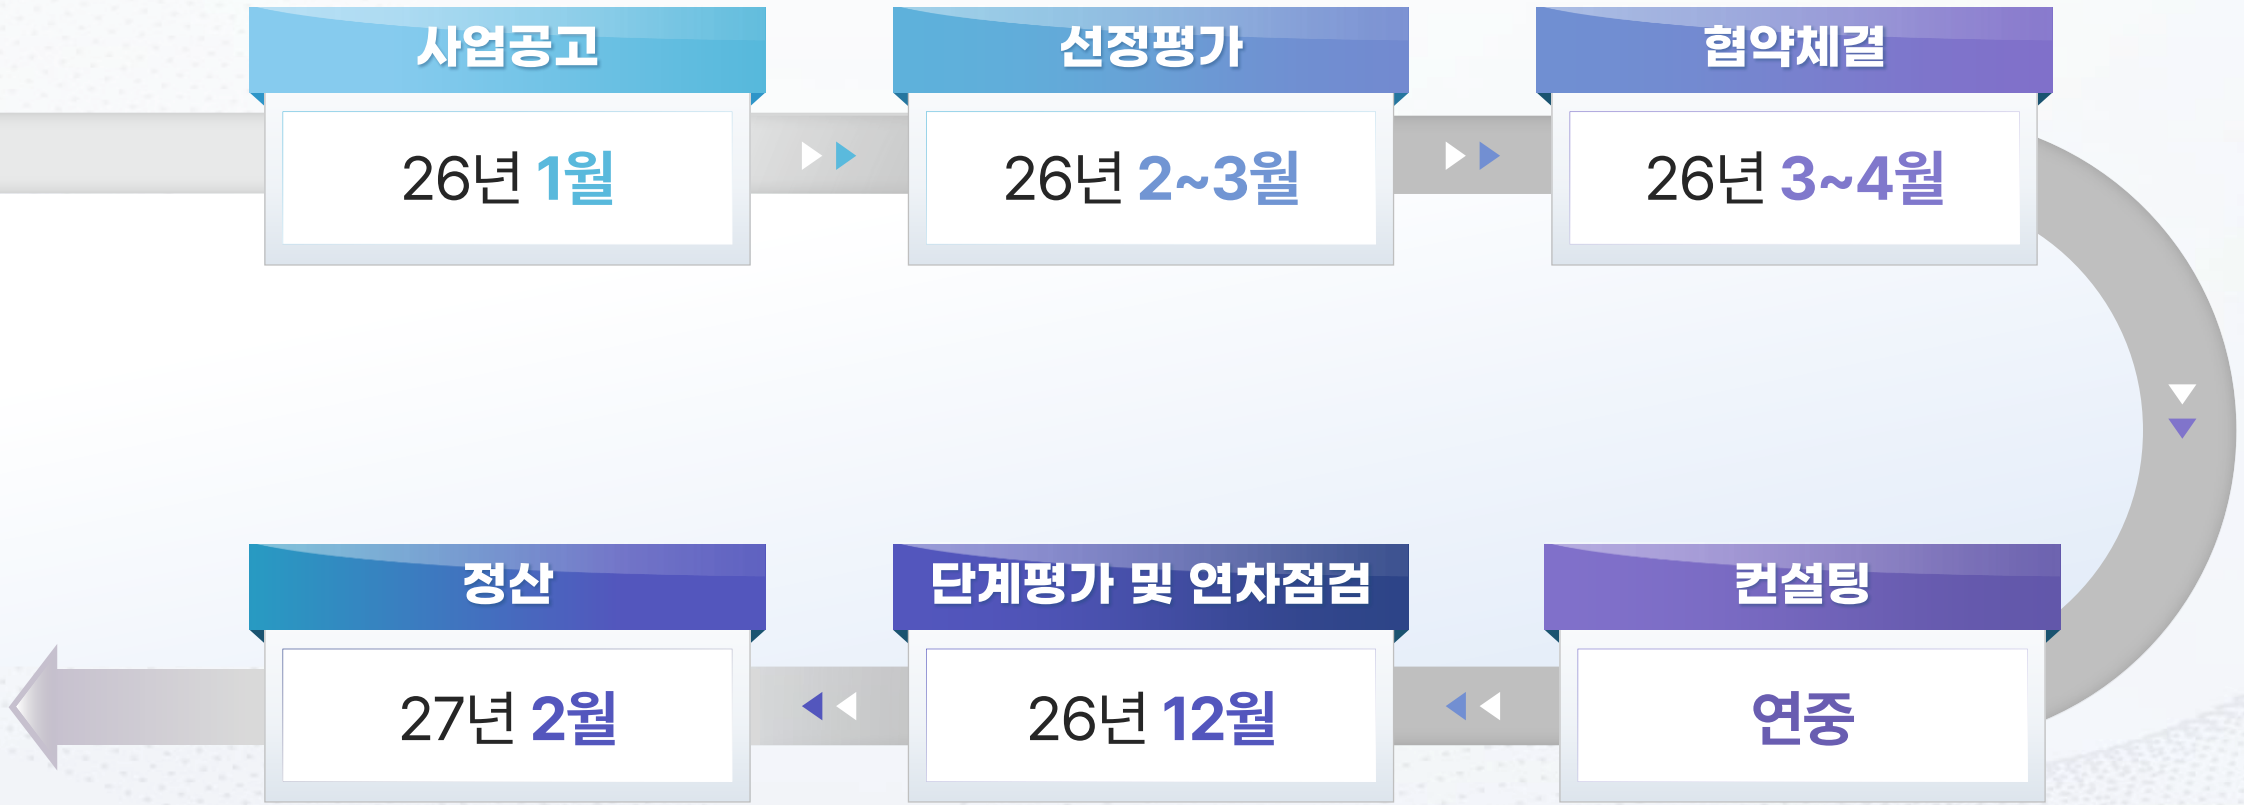 사업공고
26년 1월
선정평가
26년 2~3월
협약체결
26년 3~4월
컨설팅
연중
단계평가 및 연차점검
26년 12월
정산
27년 2월